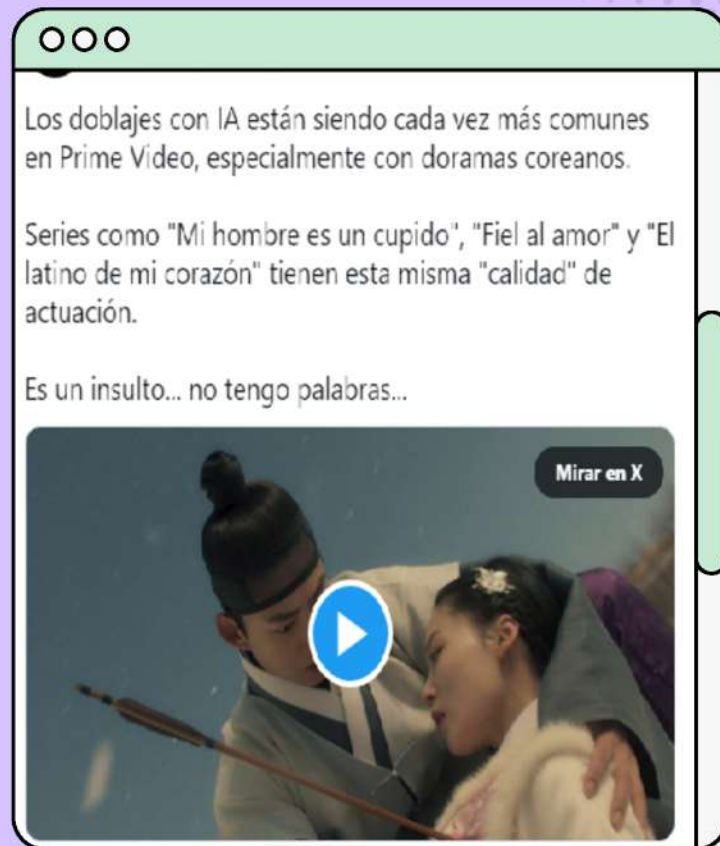 Los doblajes con IA están siendo cada vez más comunes
en Prime Video, especialmente con doramas coreanos.
Series como "Mi hombre es un cupido", "Fiel al amor" y "El
latino de mi corazón" tienen esta misma "calidad" de
actuación.
Es un insulto... no tengo palabras...
Mirar en X